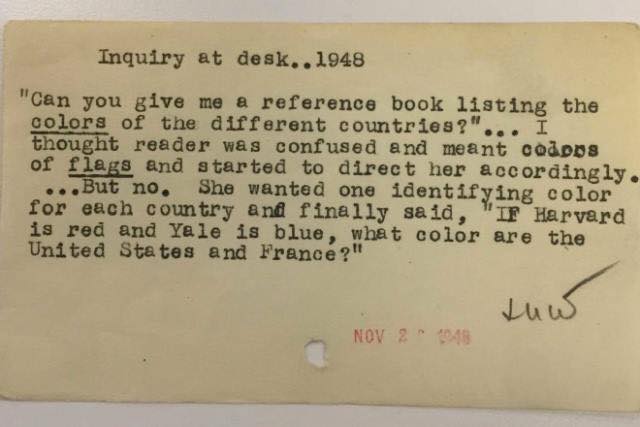 Inquiry at desk..1948
"Can you give me a reference book listing the
colors of the different countries?"... I
thought reader was confused and meant colors
of flags and started to direct her accordingly.
...But no. She wanted one identifying color
for each country and finally said, "If Harvard
is red and Yale is blue, what color are the
United States and France?"
NOV 2 1948